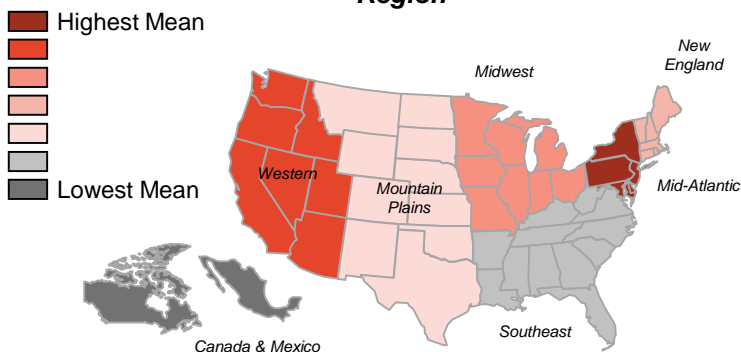 Region
Highest Mean
New
England
Midwest
Western
Mountain
Plains
Mid-Atlantic
Lowest Mean
Southeast
Canada & Mexico